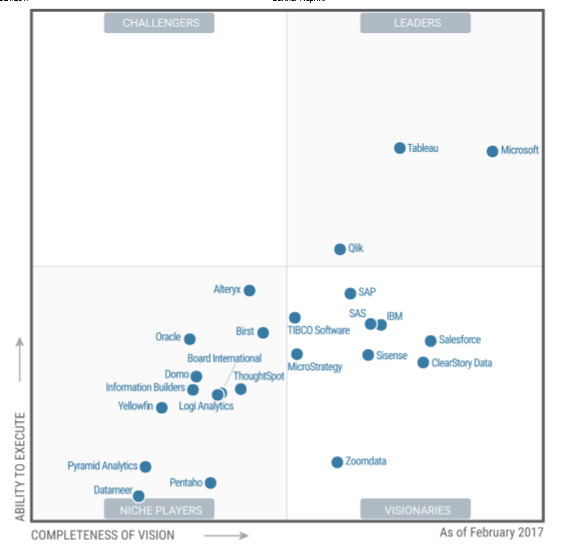 CHALLENGERS
LEADERS
Tableau
Microsoft
Qlik
Alteryx
SAP
SAS
IBM
TIBCO Software
Birst
Oracle
Salesforce
Board International
Sisense
ClearStory Data
MicroStrategy
Domo
ThoughtSpot
Information Builders
Yellowfin
Logi Analytics
Zoomdata
Pyramid Analytics
Pentaho
Datameer
NICHE PLAYERS
VISIONARIES
ABILITY TO EXECUTE
COMPLETENESS OF VISION
As of February 2017